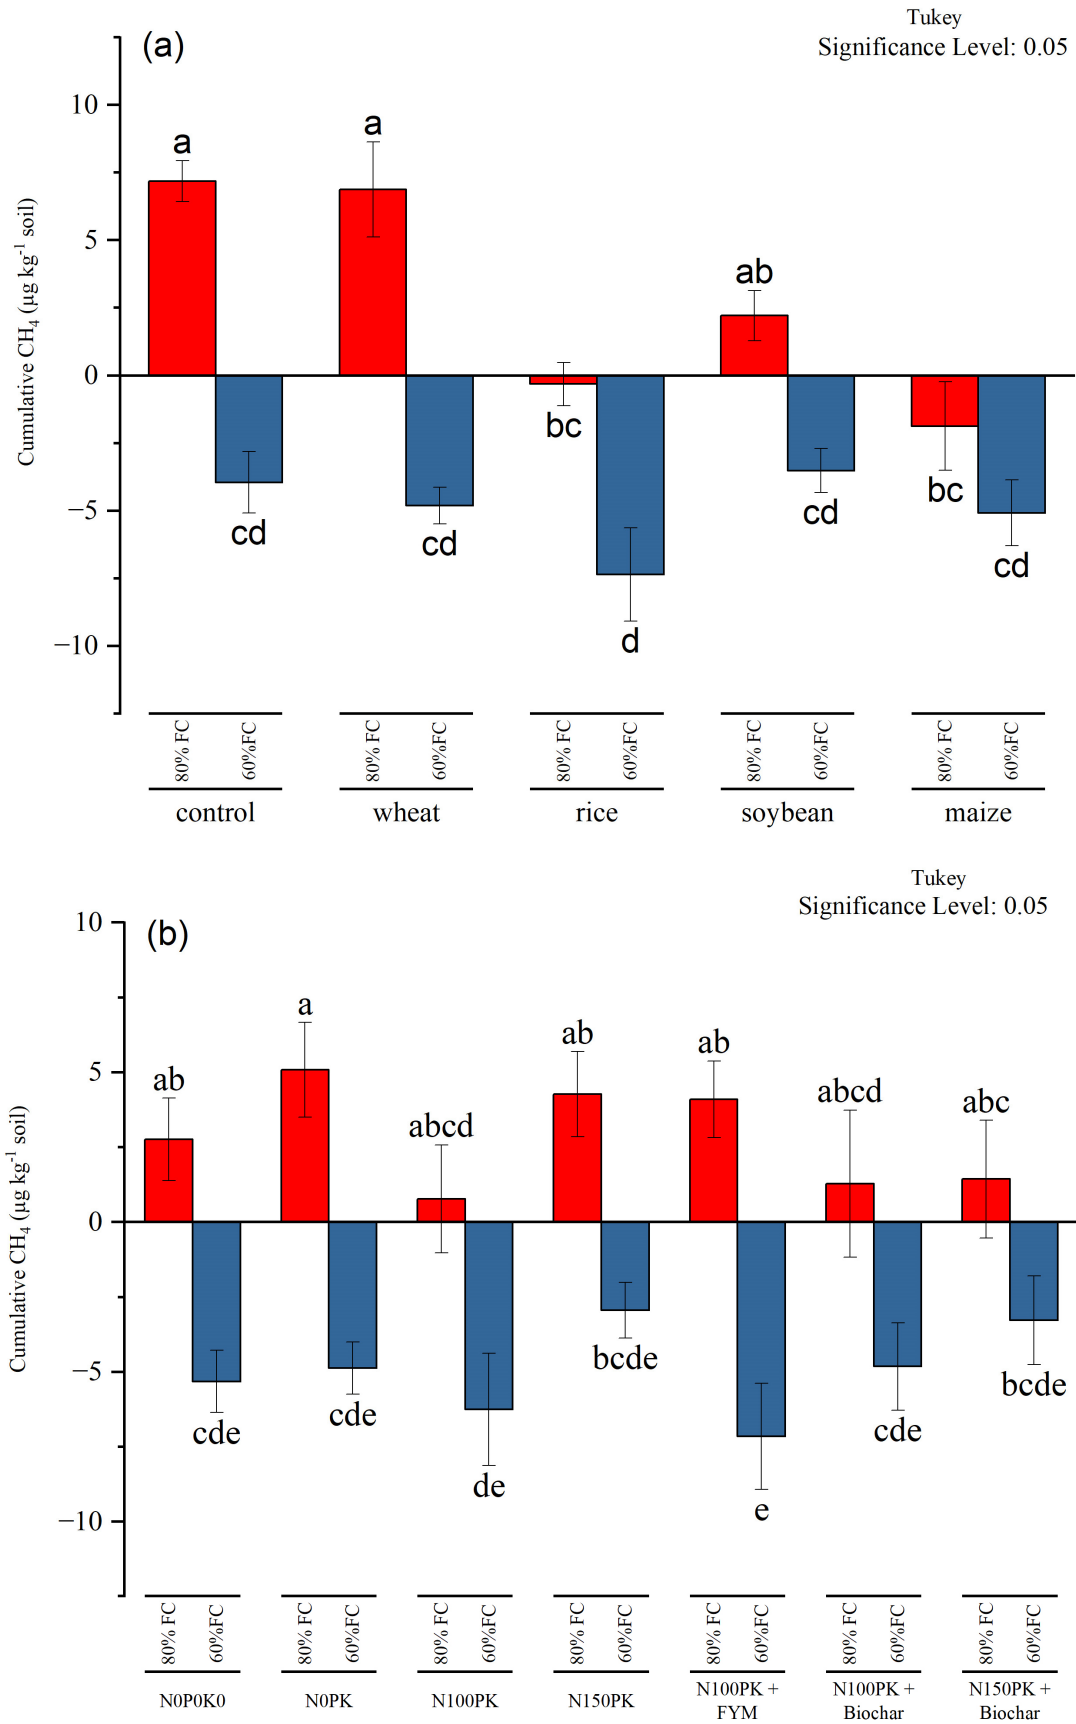 Tukey
Significance Level: 0.05
(a)
a
a
ab
bc
bc
cd
cd
cd
cd
d
10
5
0
−5
−10
Cumulative CH4 (µg kg-1 soil)
80% FC 60%FC 80% FC 60%FC 80% FC 60%FC 80% FC 60%FC 80% FC 60%FC
control wheat rice soybean maize
Tukey
Significance Level: 0.05
(b)
a
ab
ab
ab
abcd
abcd
abc
bcde
bcde
cde
cde
cde
de
e
10
5
0
−5
−10
Cumulative CH4 (µg kg-1 soil)
80% FC 60%FC 80% FC 60%FC 80% FC 60%FC 80% FC 60%FC 80% FC 60%FC 80% FC 60%FC 80% FC 60%FC
N0P0K0
N0PK
N100PK
N150PK
N100PK +
FYM
N100PK +
Biochar
N150PK +
Biochar